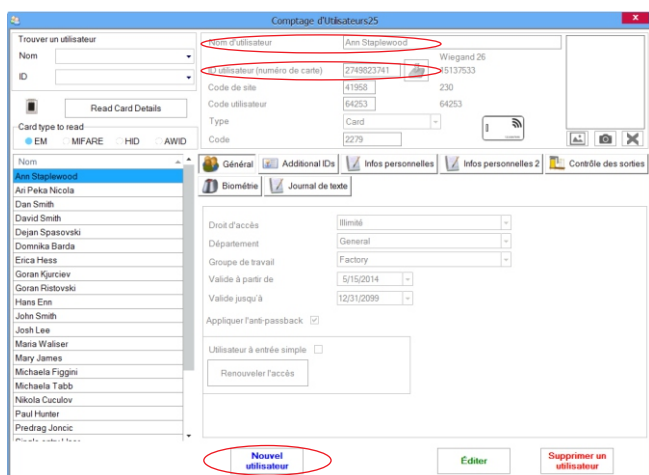 Comptage d'Utilsateurs25
x
Trouver un utilisateur
Nom
ID
Read Card Details
Card type to read
EM MIFARE HID AWID
Nom d'utilisateur Ann Staplewood
Wiegand 26
ID utilisateur (numéro de carte) 2749823741 15137533
Code de site 41958 230
Code utilisateur 64253 64253
Type Card
Code 2279
Nom
Ann Staplewood
Ari Peka Nicola
Dan Smith
David Smith
Dejan Spasovski
Domnika Barda
Erica Hess
Goran Kjurciev
Goran Ristovski
Hans Enn
John Smith
Josh Lee
Maria Waliser
Mary James
Michaela Figgini
Michaela Tabb
Nikola Cuculov
Paul Hunter
Predrag Joncic
Général Additional IDs Infos personnelles Infos personnelles 2 Contrôle des sorties
Biométrie Journal de texte
Droit d'accès Illimité
Département General
Groupe de travail Factory
Valide à partir de 5/15/2014
Valide jusqu'à 12/31/2099
Appliquer l'anti-passback
Utilisateur à entrée simple
Renouveler l'accès
Nouvel
utilisateur
Éditer
Supprimer un
utilisateur